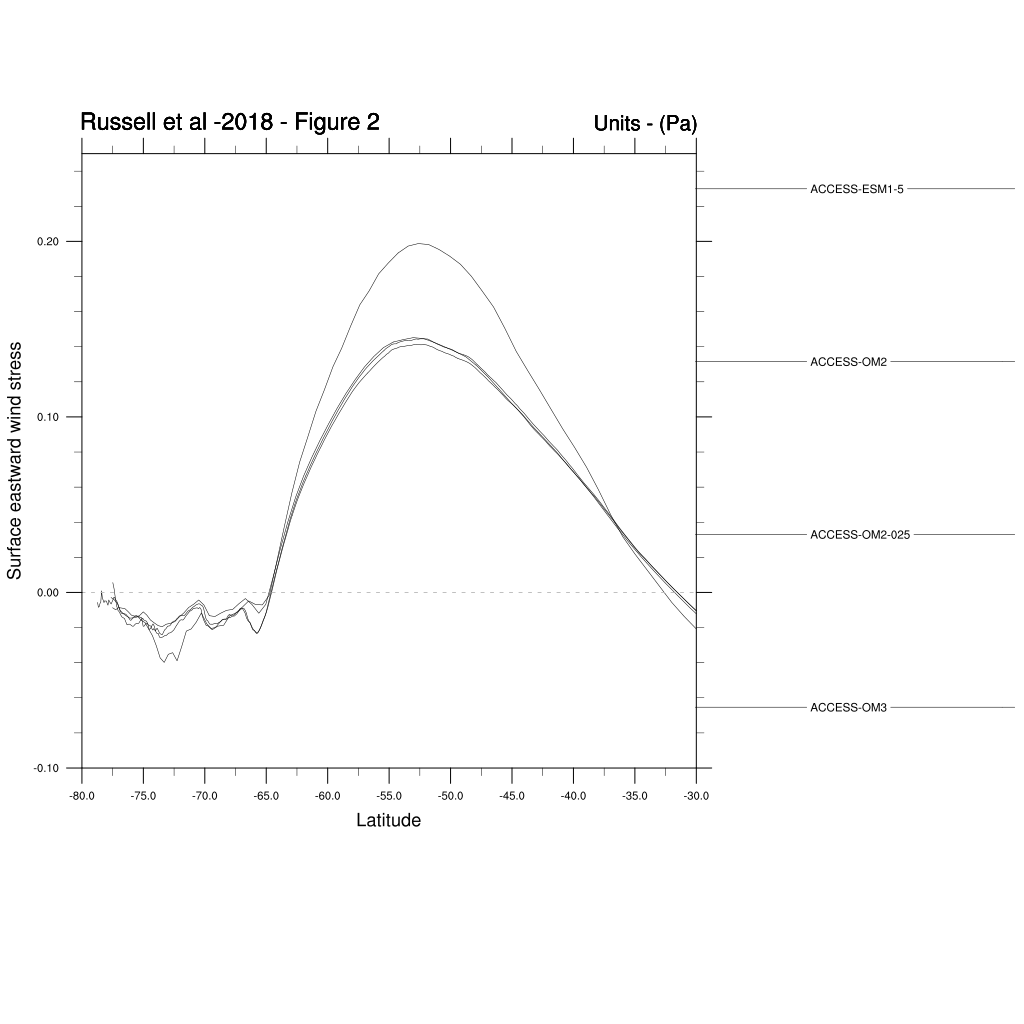 Russell et al -2018 - Figure 2
Units - (Pa)
ACCESS-ESM1-5
0.20
ACCESS-OM2
Surface eastward wind stress
0.10
ACCESS-OM2-025
0.00
ACCESS-OM3
-0.10
-80.0 -75.0 -70.0 -65.0 -60.0 -55.0 -50.0 -45.0 -40.0 -35.0 -30.0
Latitude